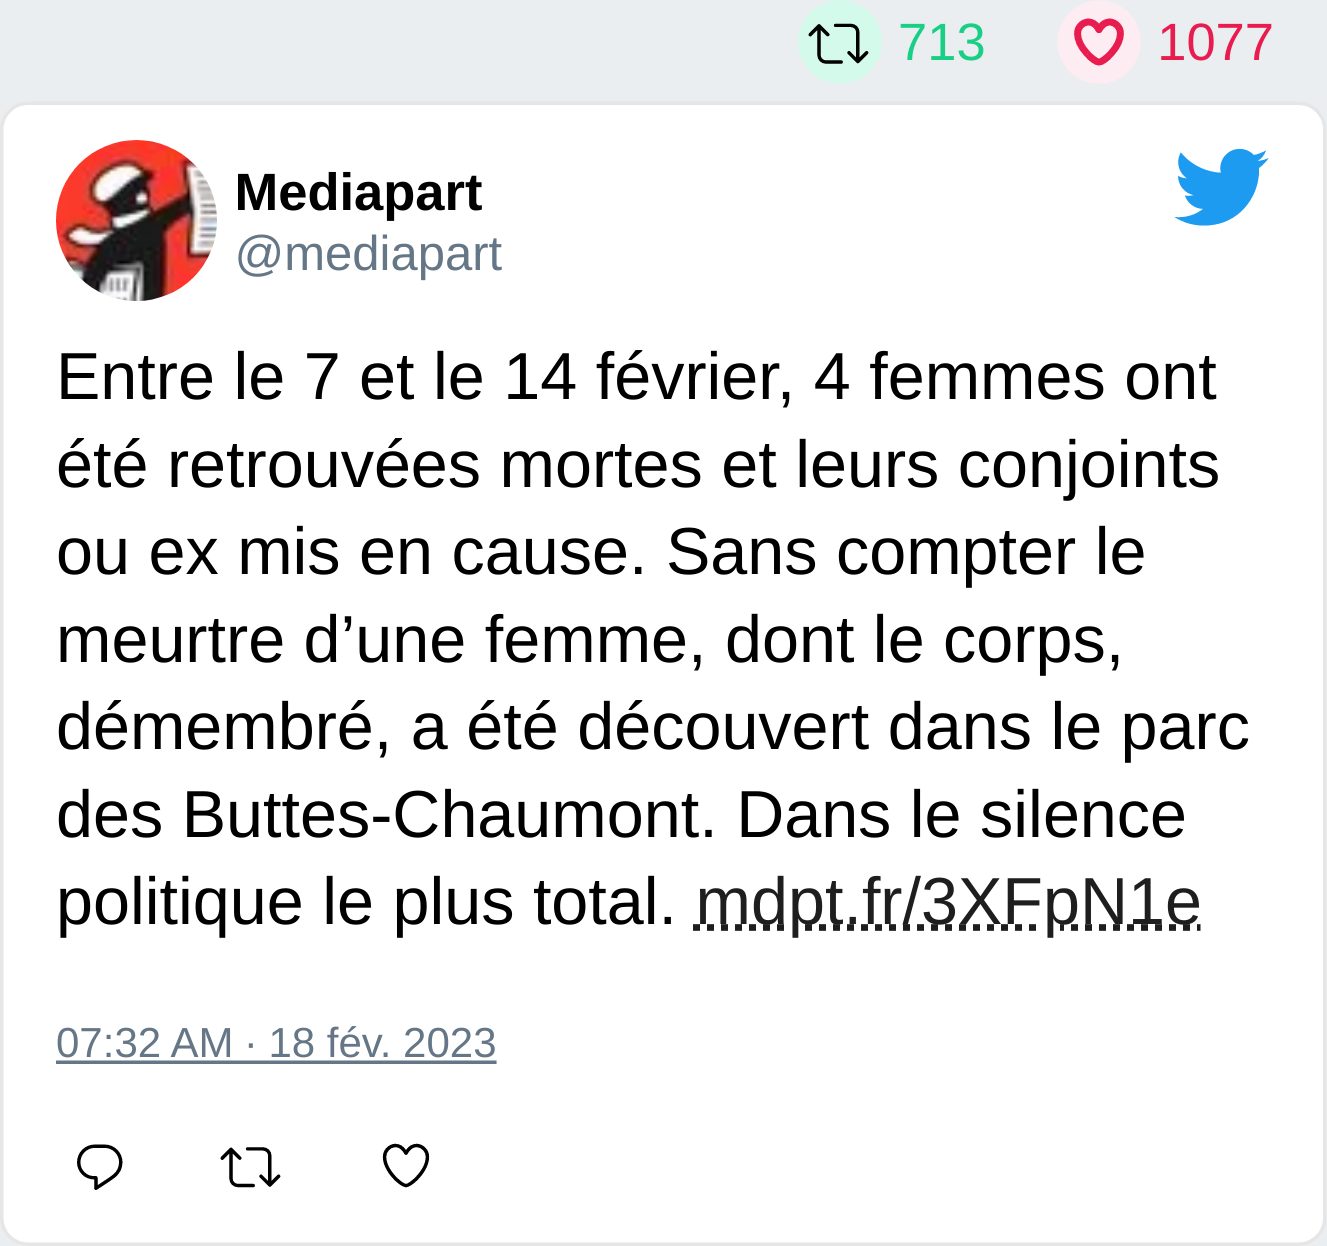 713 1077
Mediapart
@mediapart
Entre le 7 et le 14 février, 4 femmes ont
été retrouvées mortes et leurs conjoints
ou ex mis en cause. Sans compter le
meurtre d’une femme, dont le corps,
démembré, a été découvert dans le parc
des Buttes-Chaumont. Dans le silence
politique le plus total. mdpt.fr/3XFpN1e
07:32 AM · 18 fév. 2023